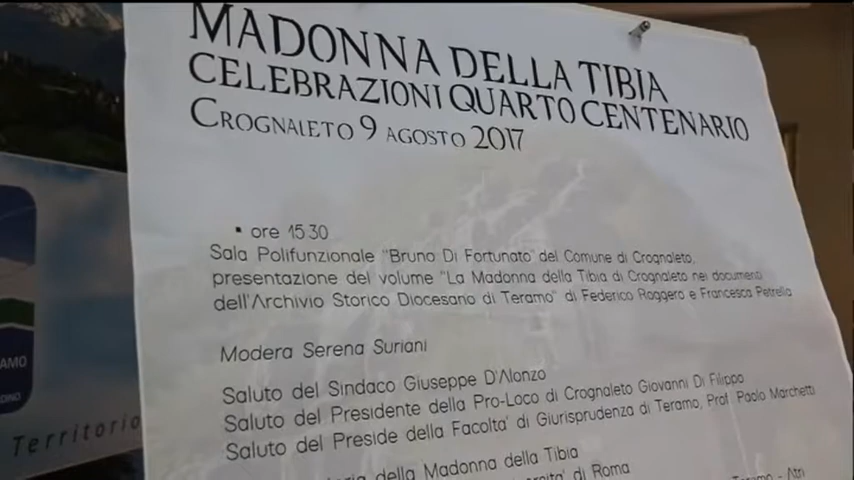 MADONNA DELLA TIBIA
CELEBRAZIONI QUARTO CENTENARIO
CROGNALETO 9 AGOSTO 2017
▪ ore 15.30
Sala Polifunzionale "Bruno Di Fortunato" del Comune di Crognaleto,
presentazione del volume "La Madonna della Tibia di Crognaleto nei documenti
dell'Archivio Storico Diocesano di Teramo" di Federico Roggero e Francesca Petrella
Modera Serena Suriani
Saluto del Sindaco Giuseppe D'Alonzo
Saluto del Presidente della Pro-Loco di Crognaleto Giovanni Di Filippo
Saluto del Preside della Facolta' di Giurisprudenza di Teramo, Prof. Paolo Marchetti
della Madonna della Tibia
di Roma
Teramo - Atri
AMO
Territorio